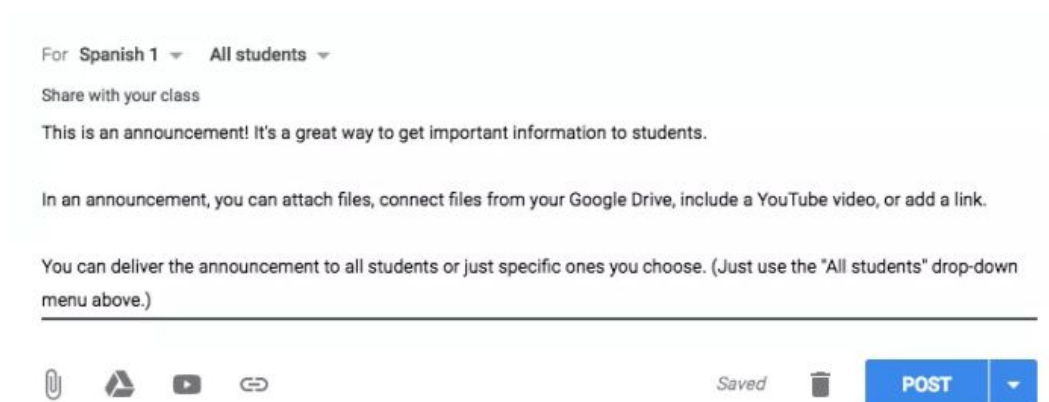 For Spanish 1 All students
Share with your class
This is an announcement! It's a great way to get important information to students.
In an announcement, you can attach files, connect files from your Google Drive, include a YouTube video, or add a link.
You can deliver the announcement to all students or just specific ones you choose. (Just use the "All students" drop-down
menu above.)
Saved POST